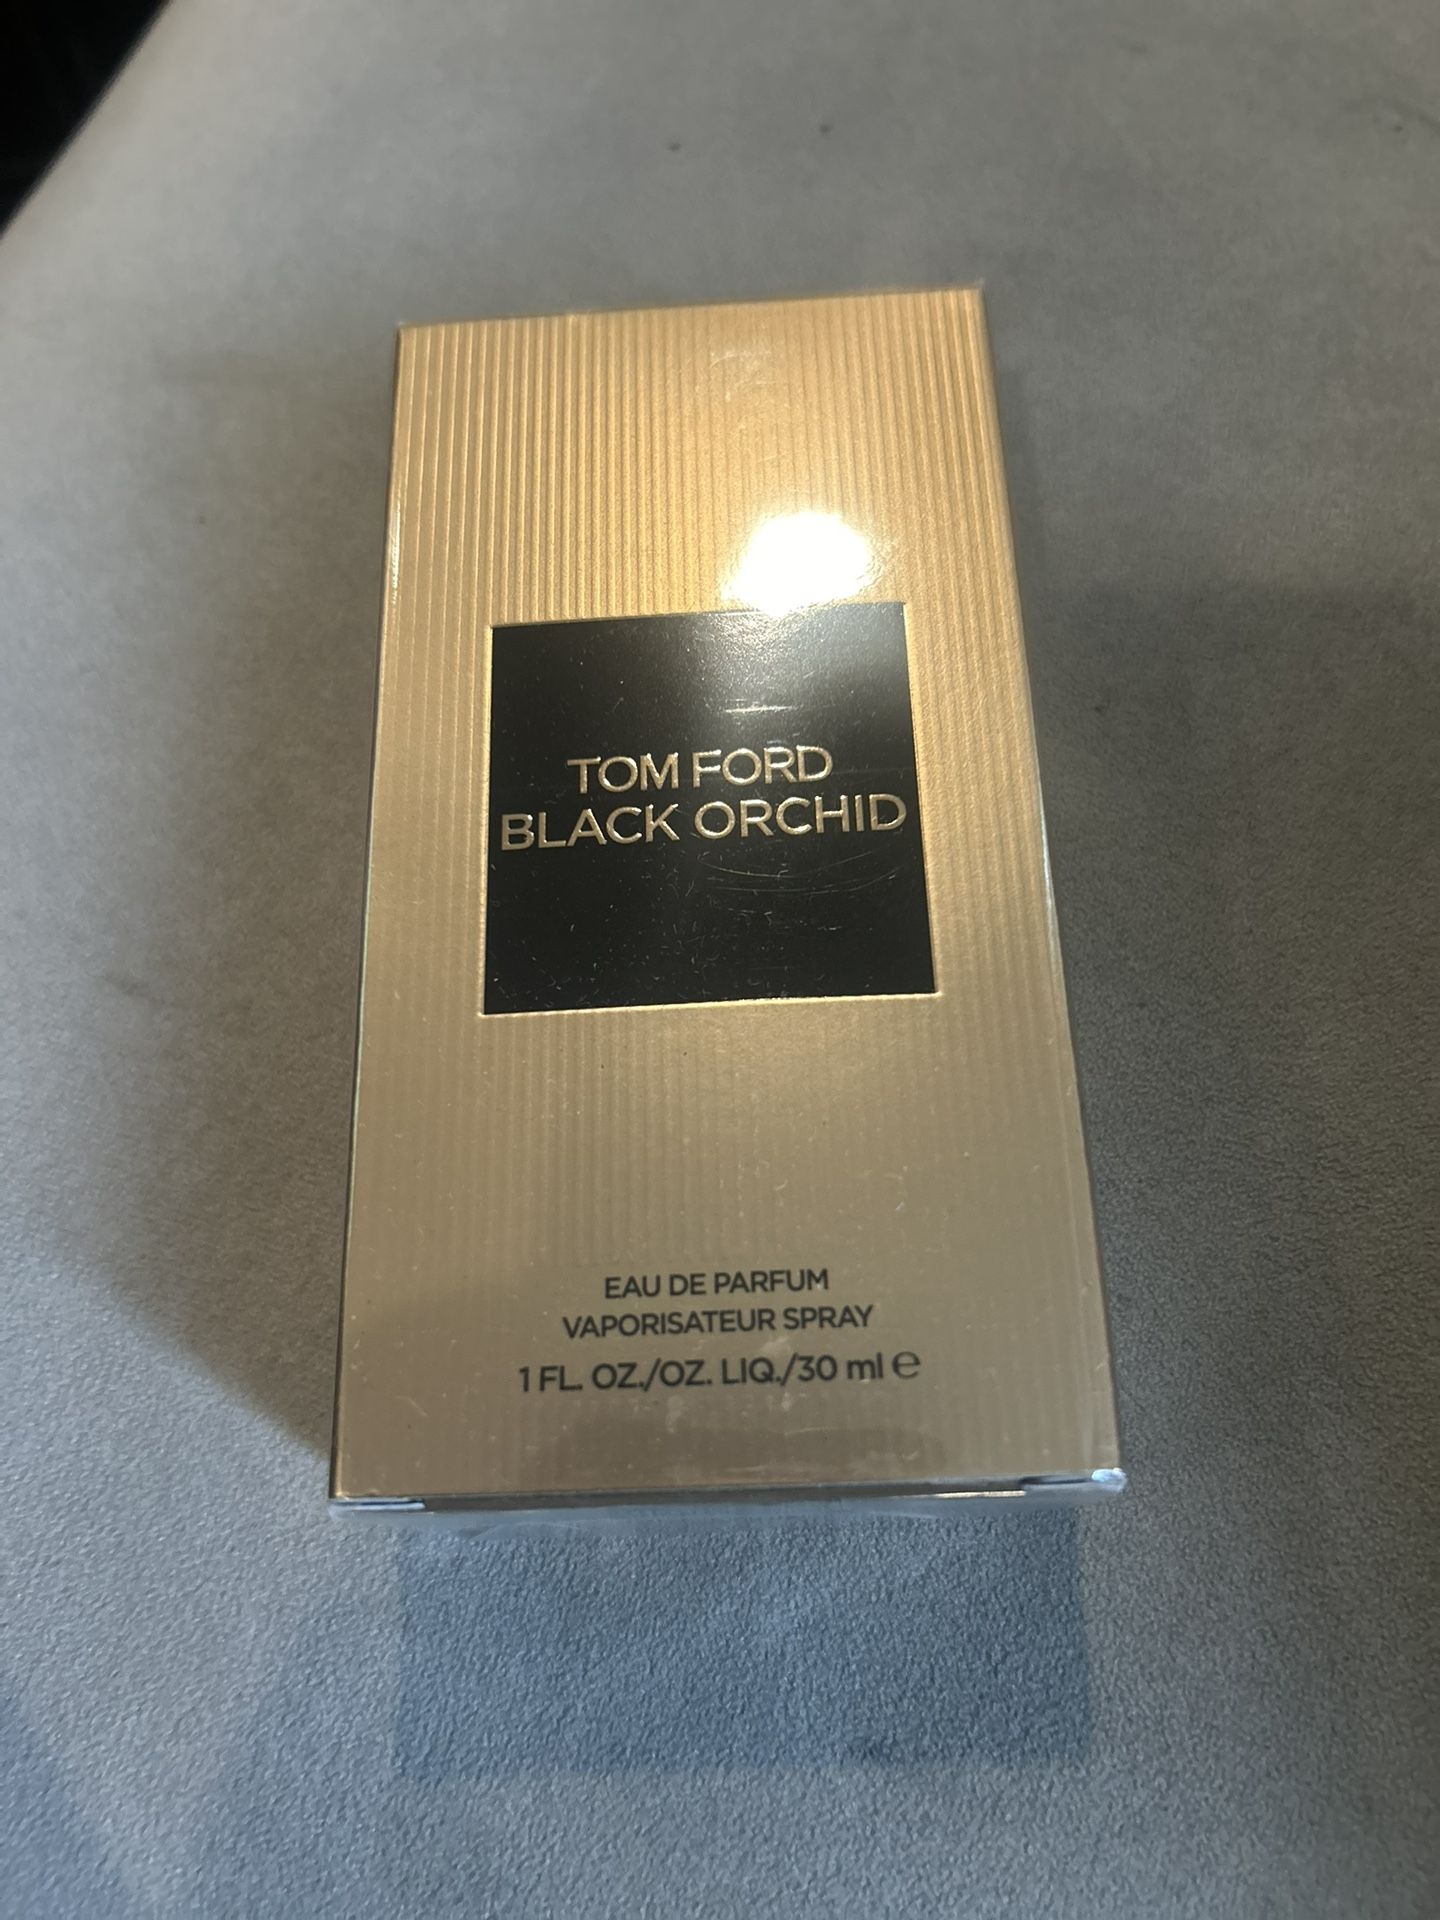 TOM FORD
BLACK ORCHID
EAU DE PARFUM
VAPORISATEUR SPRAY
1 FL. OZ./OZ. LIQ./30 ml ℮